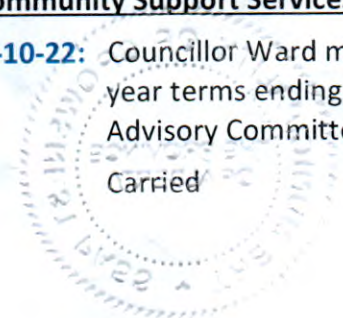 ommunity Support Service
-10-22: Councillor Ward m
year terms ending
Advisory Committe
Carried